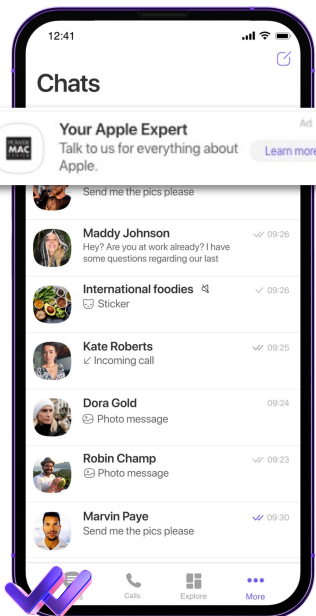 12:41
Chats
POWER
MAC
CENTER
Your Apple Expert
Ad
Talk to us for everything about
Apple.
Learn more
Send me the pics please
Maddy Johnson
09:26
Hey? Are you at work already? I have
some questions regarding our last
International foodies
09:26
Sticker
Kate Roberts
09:25
Incoming call
Dora Gold
09:24
Photo message
Robin Champ
09:23
Photo message
Marvin Paye
09:30
Send me the pics please
Calls
Explore
More